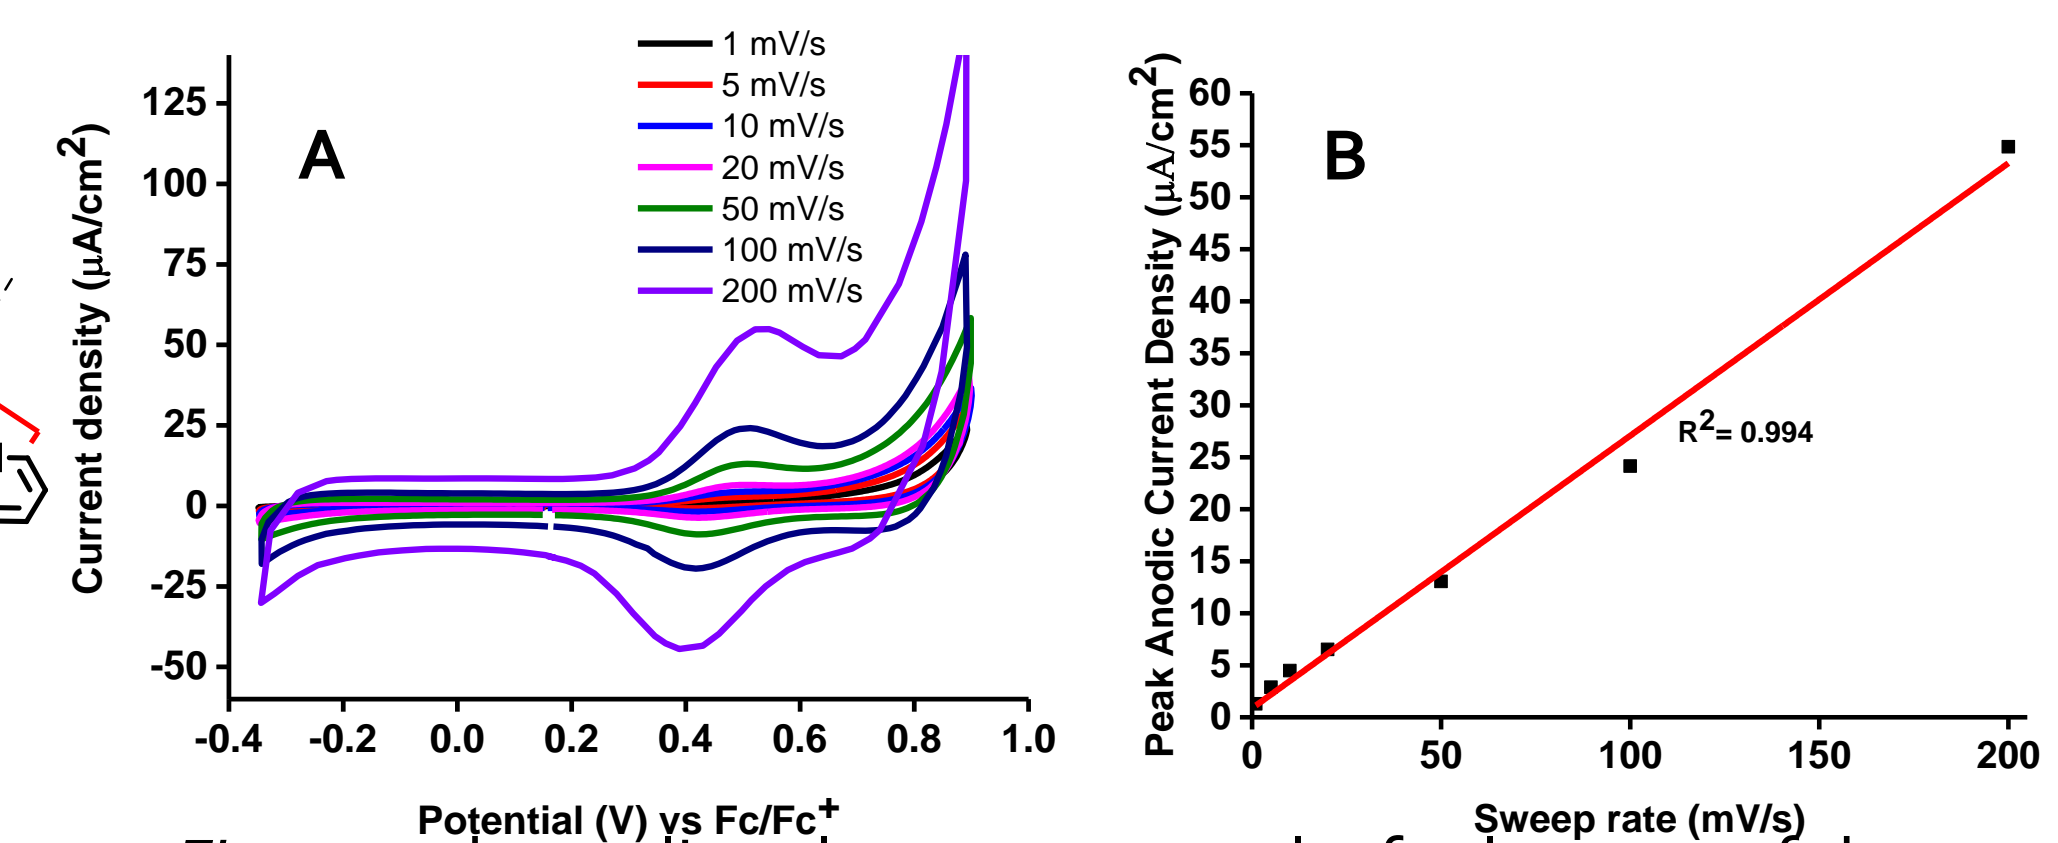 A
Current density (μA/cm²)
125
100
75
50
25
0
-25
-50
-0.4 -0.2 0.0 0.2 0.4 0.6 0.8 1.0
Potential (V) vs Fc/Fc⁺
1 mV/s
5 mV/s
10 mV/s
20 mV/s
50 mV/s
100 mV/s
200 mV/s
B
Peak Anodic Current Density (μA/cm²)
60
55
50
45
40
35
30
25
20
15
10
5
0
0 50 100 150 200
Sweep rate (mV/s)
R²= 0.994